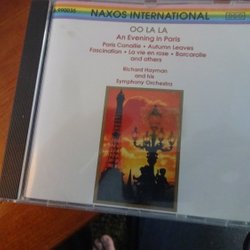 NAXOS INTERNATIONAL
OO LA LA
An Evening in Paris
Paris Canaille • Autumn Leaves
Fascination • La vie en rose • Barcarolle
and others
Richard Hayman
and his
Symphony Orchestra